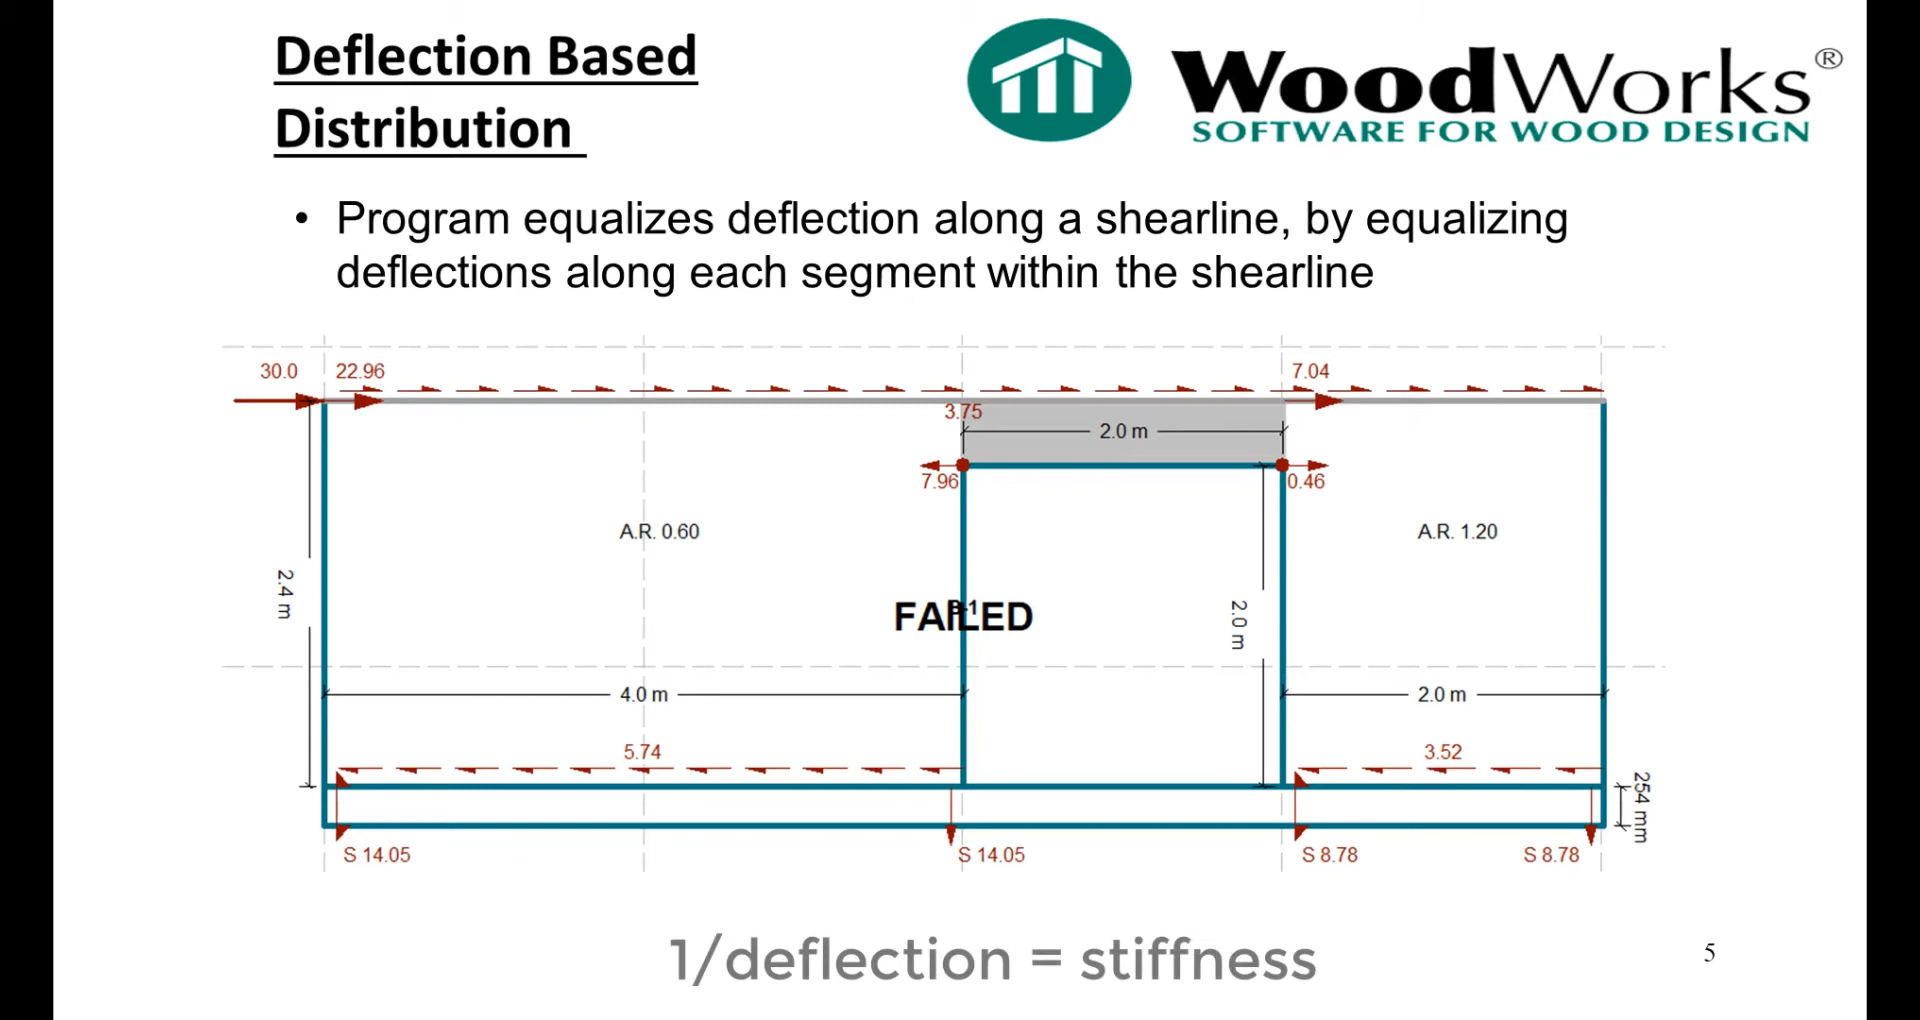 Deflection Based
Distribution
WoodWorks®
SOFTWARE FOR WOOD DESIGN
• Program equalizes deflection along a shearline, by equalizing
deflections along each segment within the shearline
30.0 22.96 7.04
3.75
2.0 m
7.96 0.46
A.R. 0.60 A.R. 1.20
2.4 m
2.0 m
FAILED
4.0 m 2.0 m
5.74 3.52
254 mm
S 14.05 S 14.05 S 8.78 S 8.78
1/deflection = stiffness
5